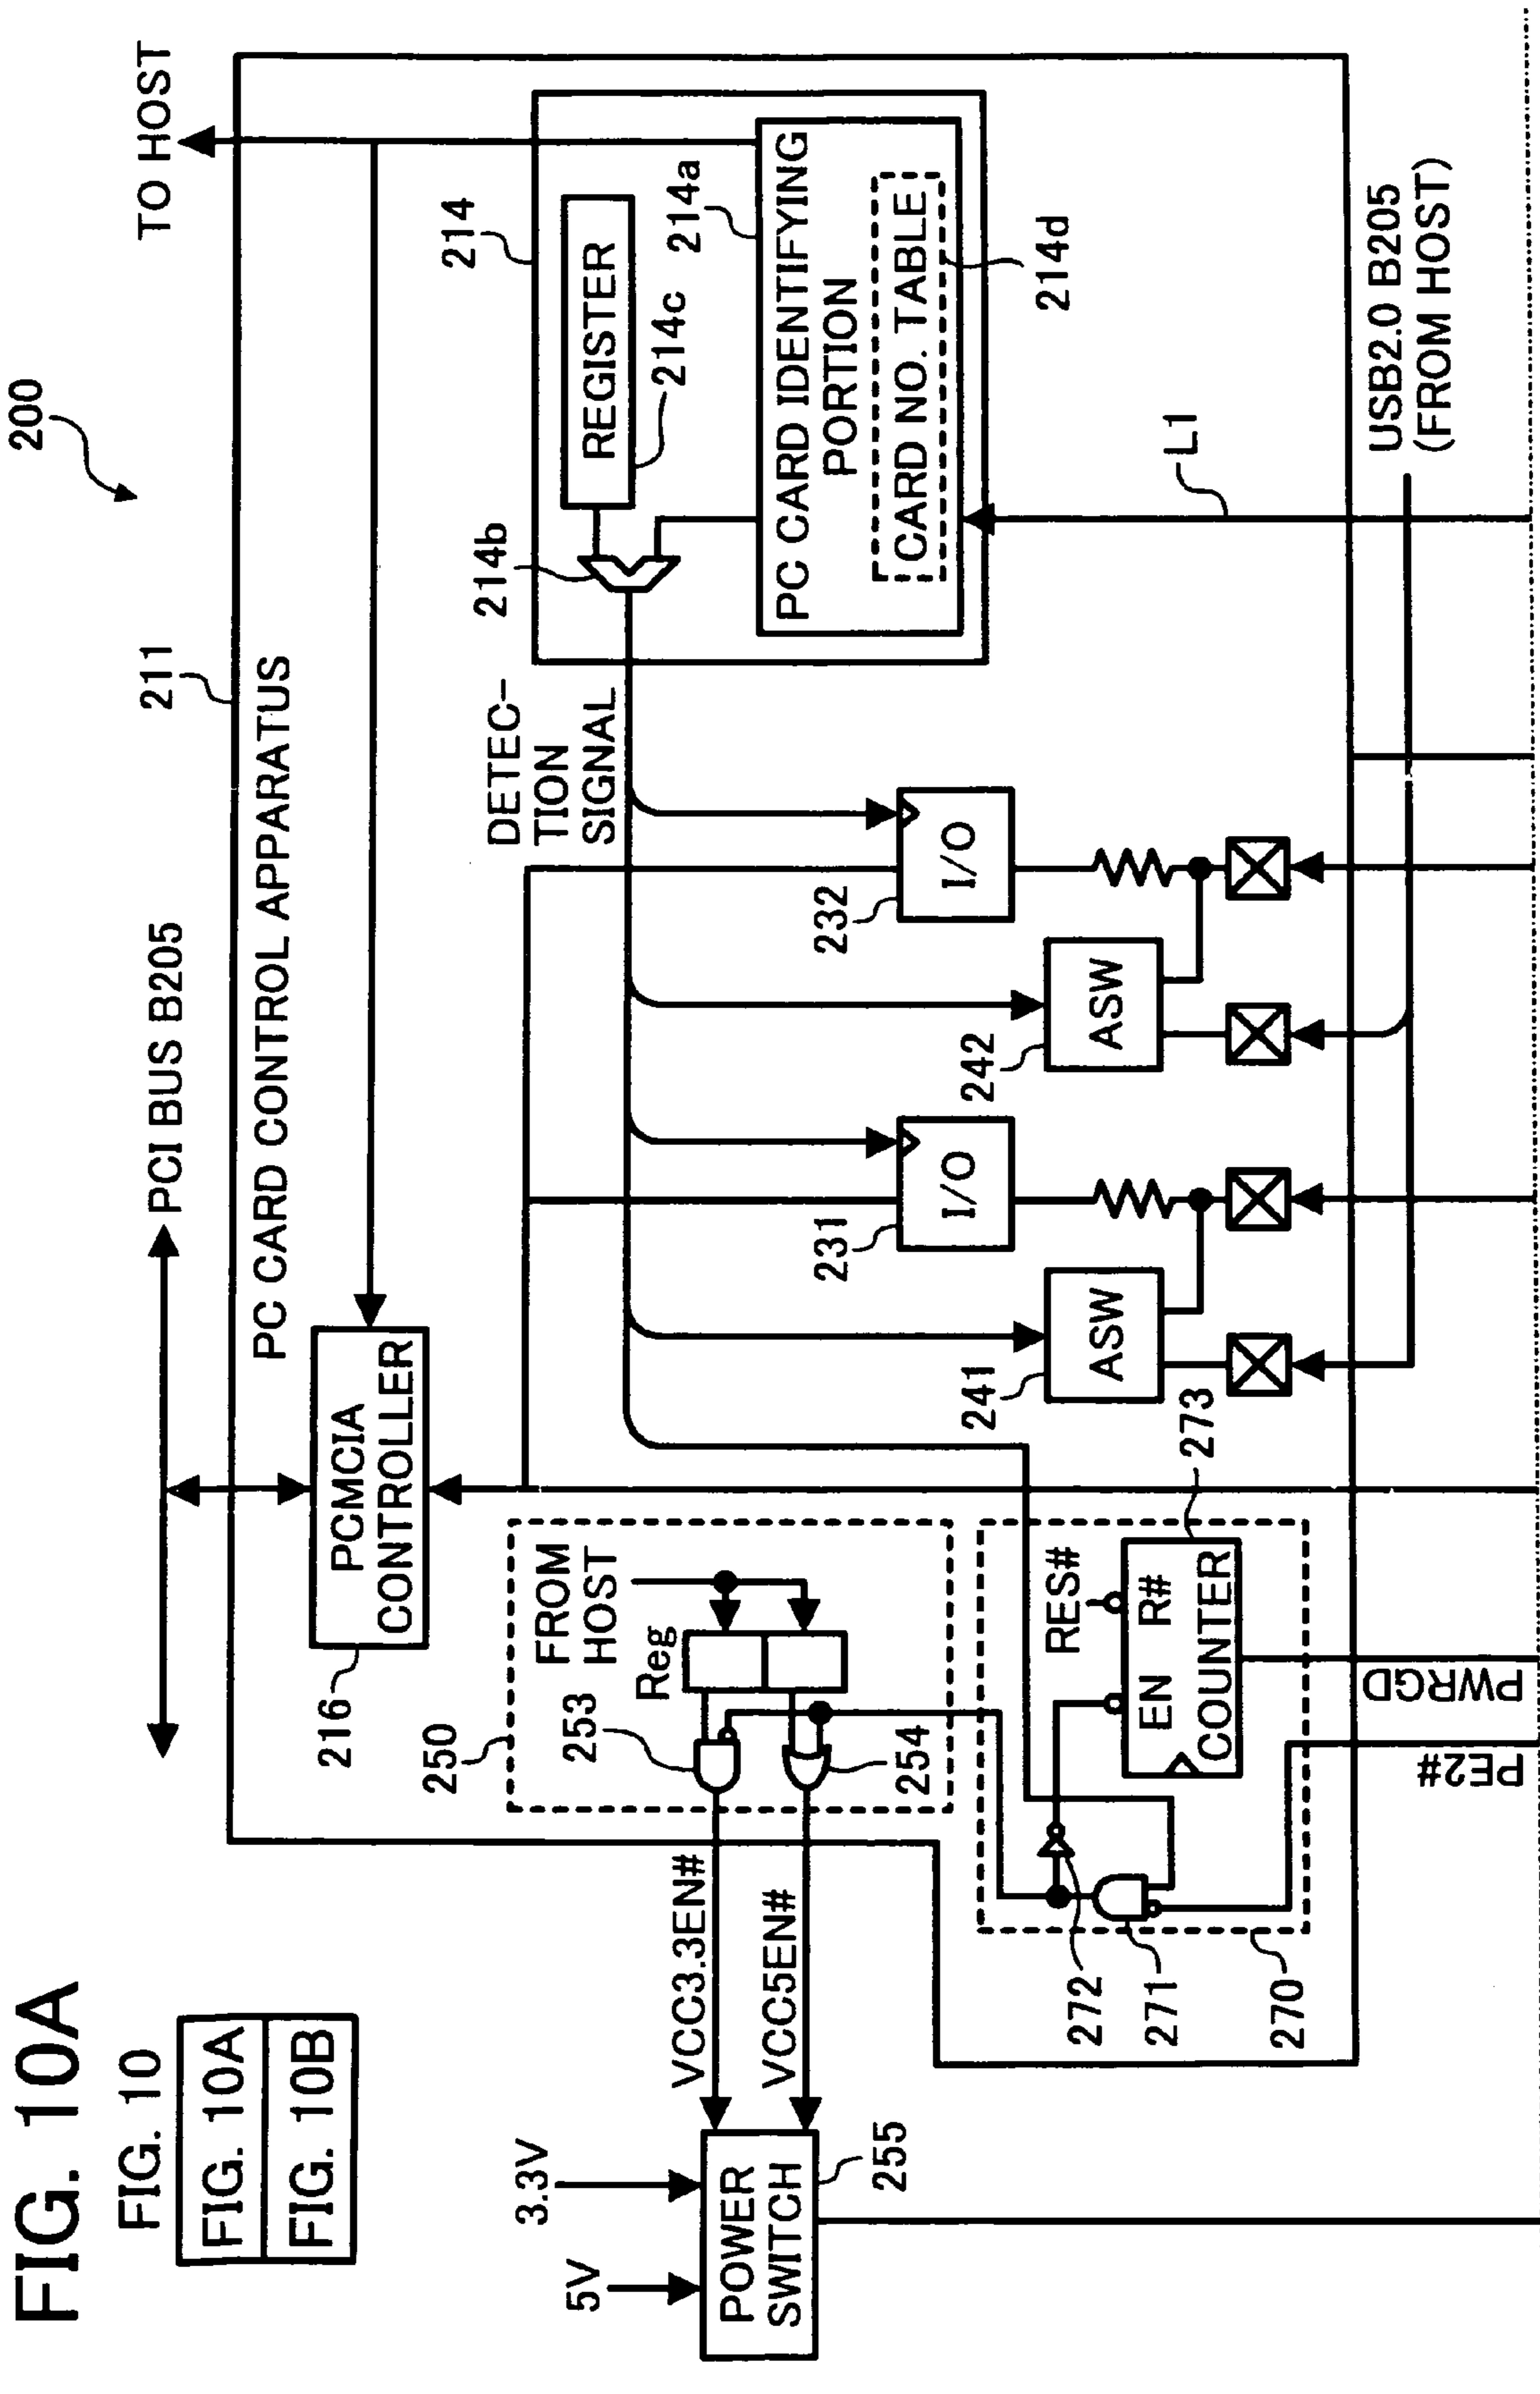 FIG. 10A
FIG. 10
FIG. 10A
FIG. 10B
200
TO HOST
PCI BUS B205
211
PC CARD CONTROL APPARATUS
PCMCIA
CONTROLLER
216
214
REGISTER
214c
214b
214a
PC CARD IDENTIFYING
PORTION
CARD NO. TABLE
214d
DETEC-
TION
SIGNAL
250
FROM
HOST
Reg
253
254
VCC3.3EN#
VCC5EN#
3.3V
5V
POWER
SWITCH
255
I/O
231
I/O
232
ASW
241
ASW
242
L1
USB2.0 B205
(FROM HOST)
273
RES#
EN R#
COUNTER
272
271
270
PWRGD
PE2#